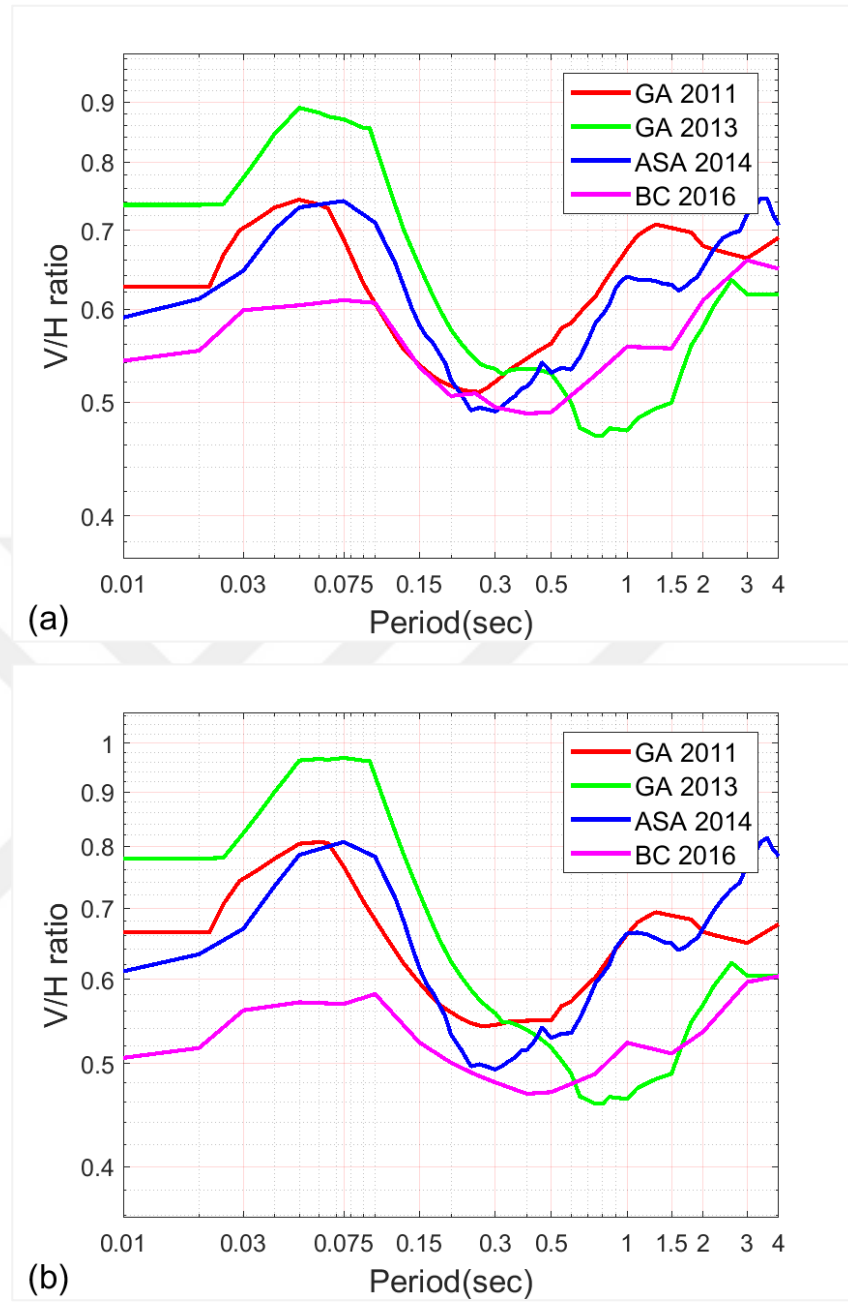 0.9
0.8
0.7
0.6
0.5
0.4
V/H ratio
GA 2011
GA 2013
ASA 2014
BC 2016
0.01 0.03 0.075 0.15 0.3 0.5 1 1.5 2 3 4
Period(sec)
(a)
1
0.9
0.8
0.7
0.6
0.5
0.4
V/H ratio
GA 2011
GA 2013
ASA 2014
BC 2016
0.01 0.03 0.075 0.15 0.3 0.5 1 1.5 2 3 4
Period(sec)
(b)